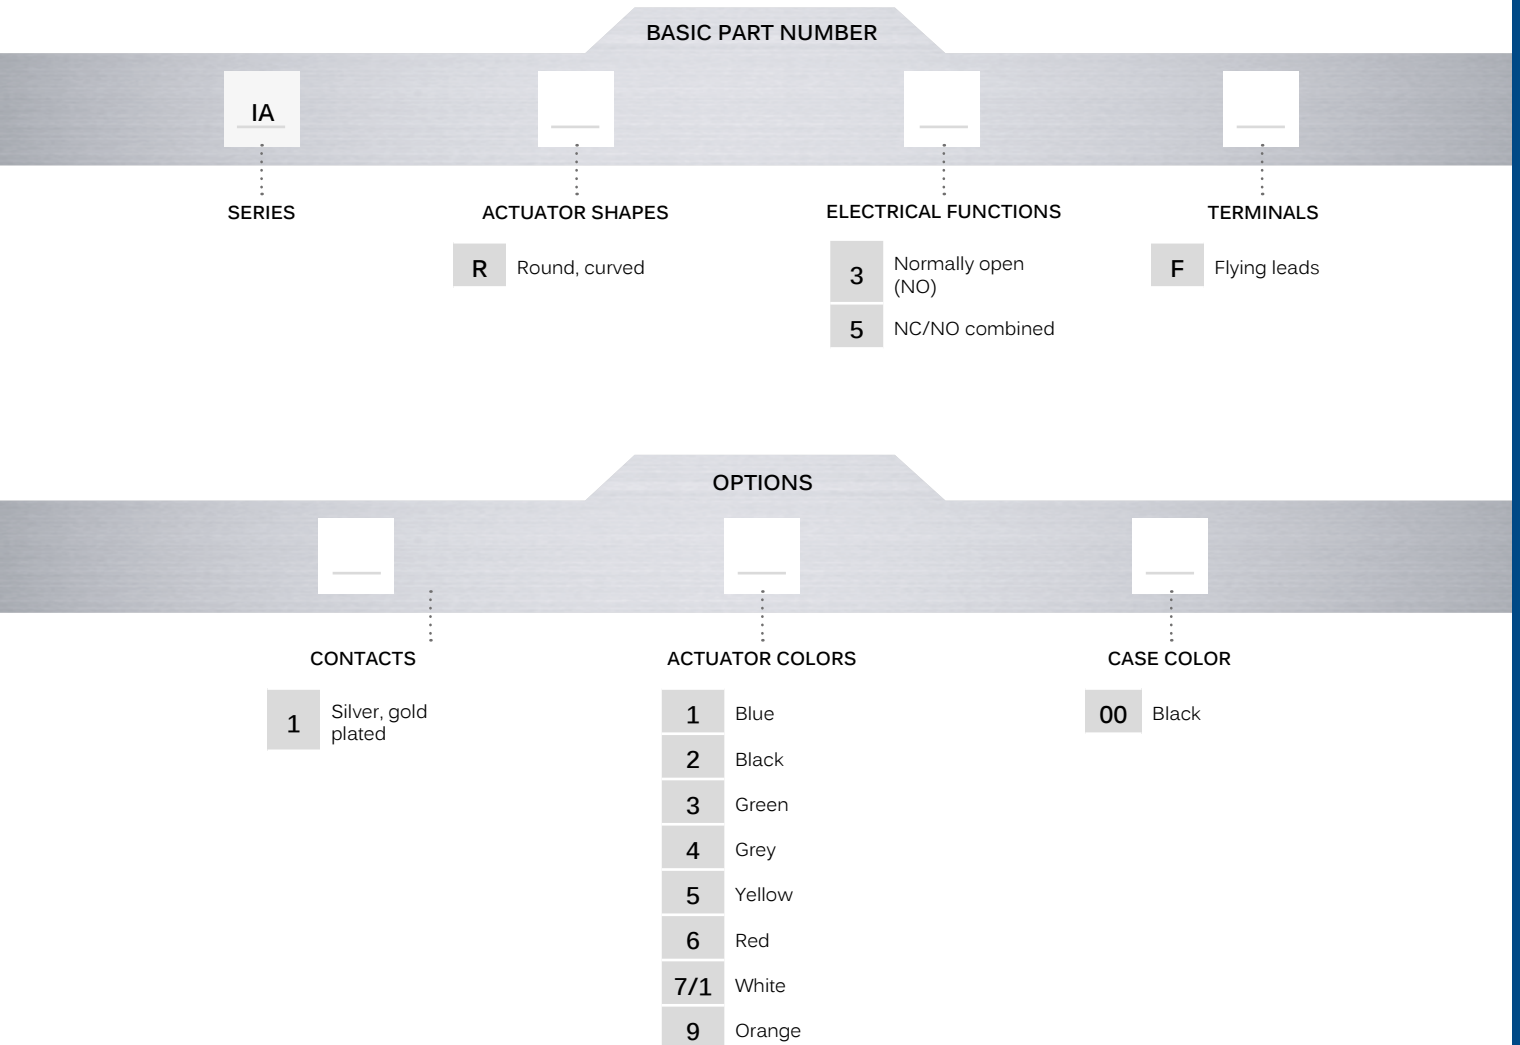 BASIC PART NUMBER
IA
SERIES
ACTUATOR SHAPES
ELECTRICAL FUNCTIONS
TERMINALS
R Round, curved
3 Normally open
(NO)
5 NC/NO combined
F Flying leads
OPTIONS
CONTACTS
ACTUATOR COLORS
CASE COLOR
1 Silver, gold
plated
1 Blue
2 Black
3 Green
4 Grey
5 Yellow
6 Red
7/1 White
9 Orange
00 Black